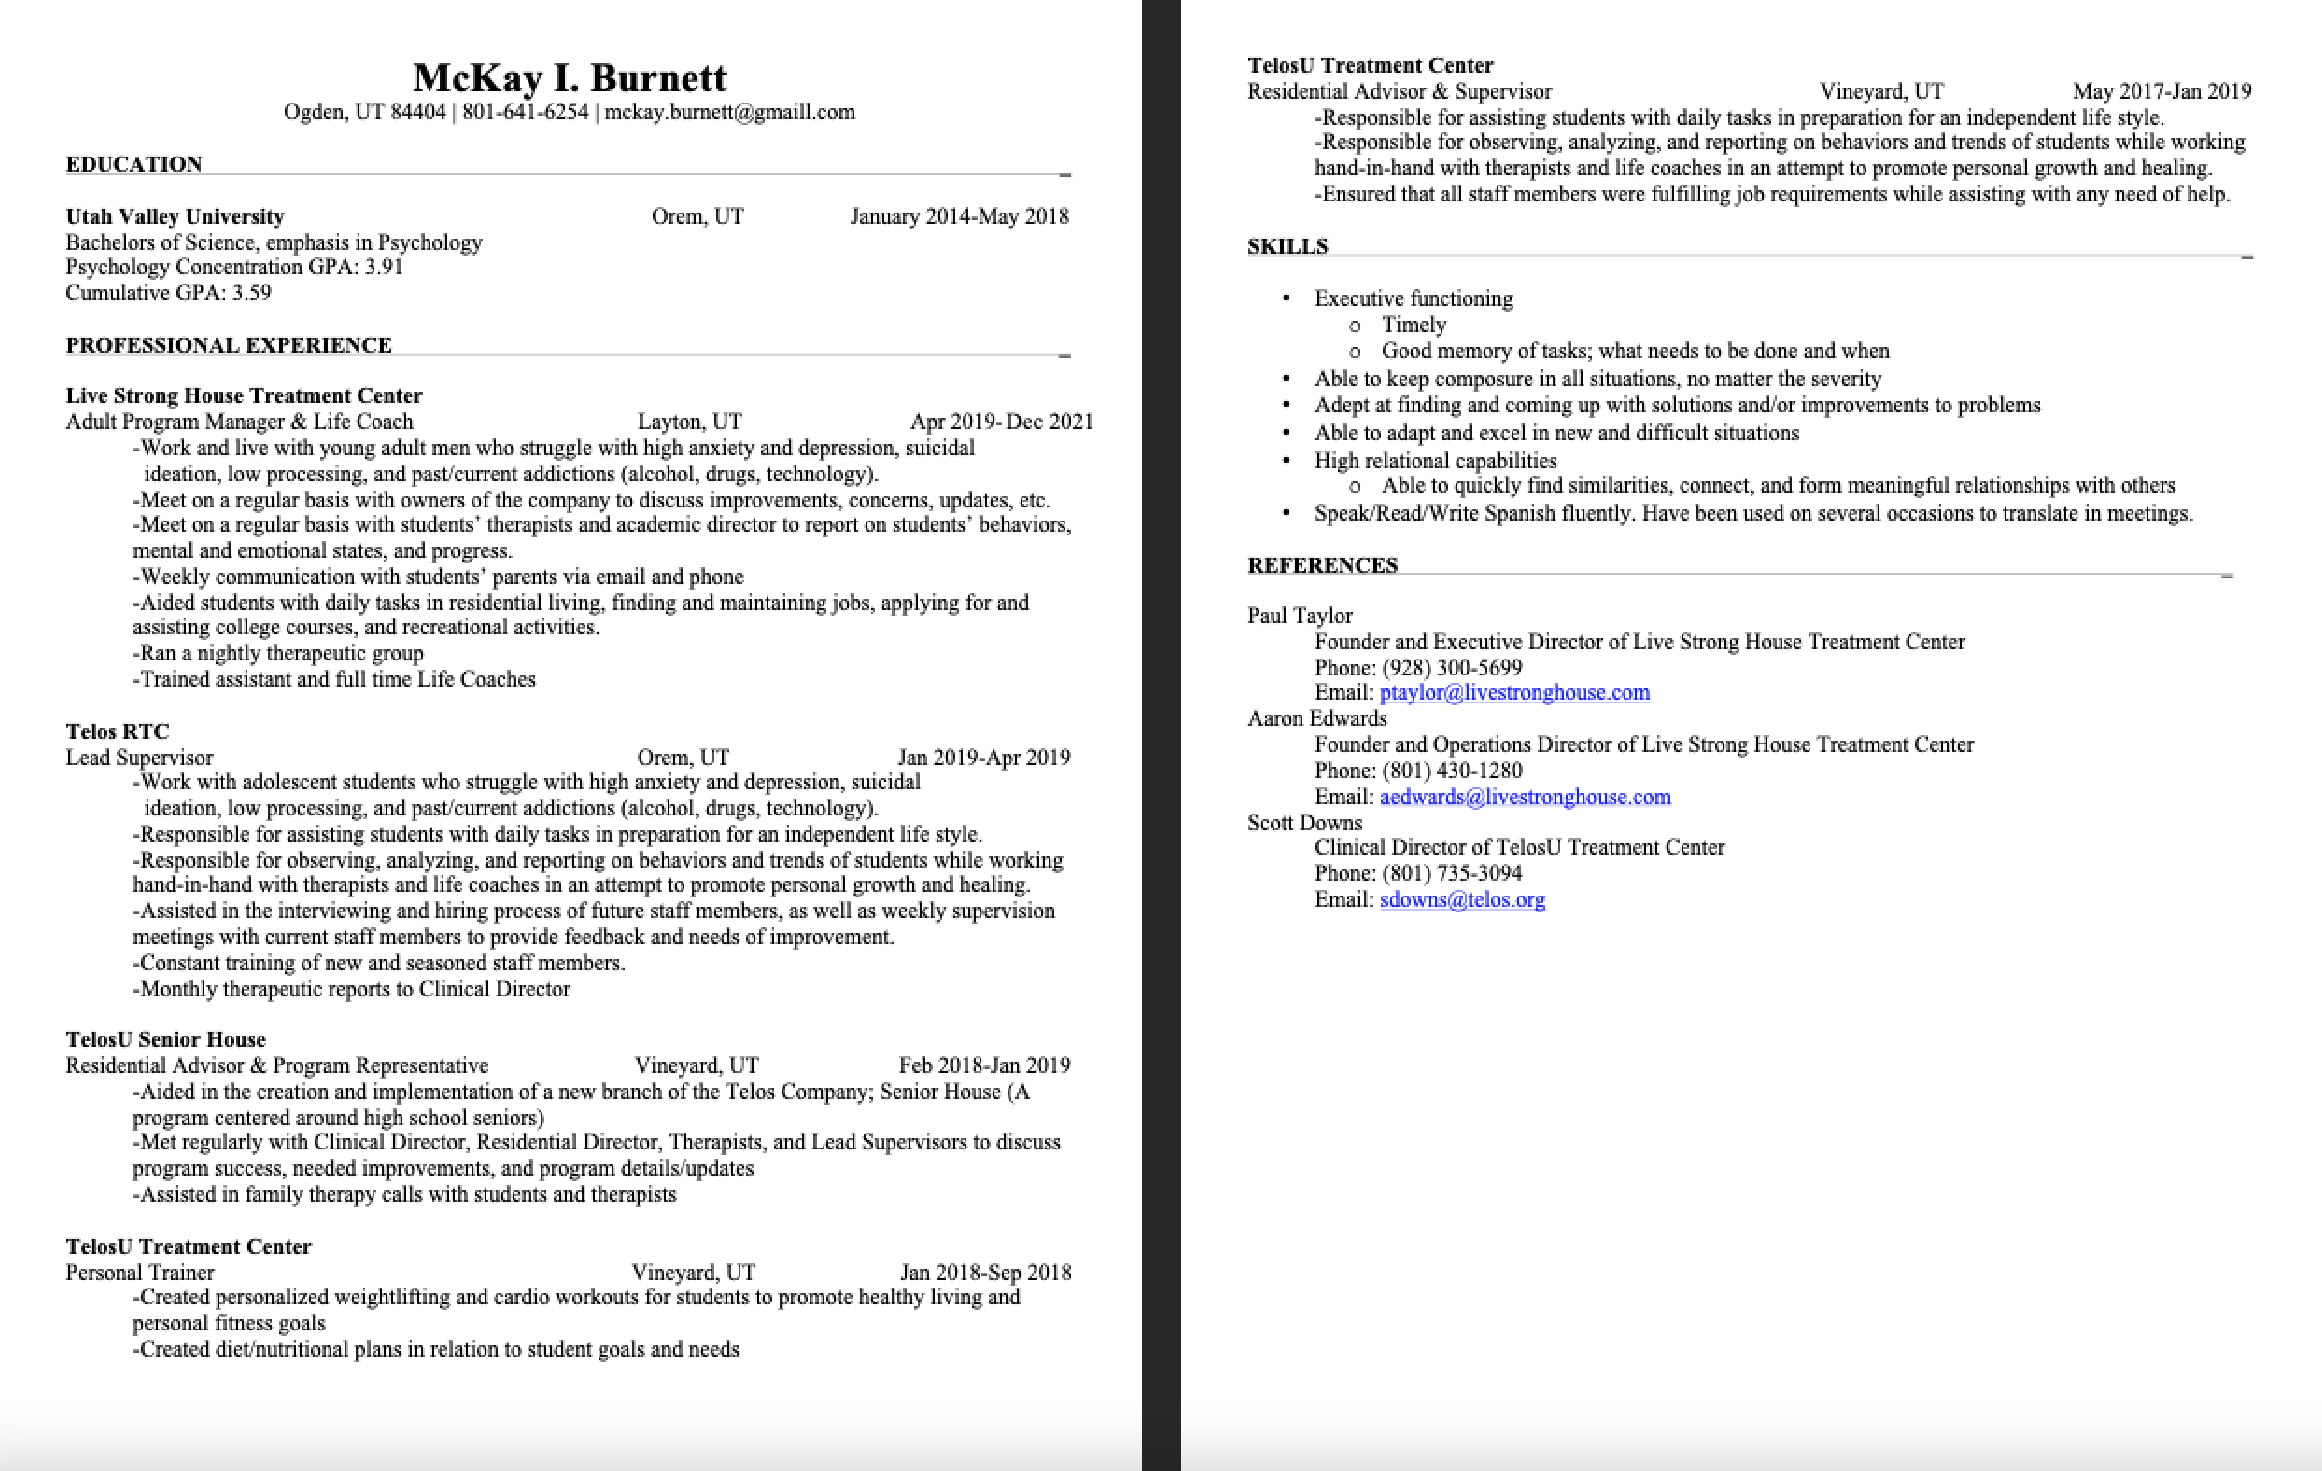 McKay I. Burnett
Ogden, UT 84404 | 801-641-6254 | mckay.burnett@gmaill.com
EDUCATION
Utah Valley University Orem, UT January 2014-May 2018
Bachelors of Science, emphasis in Psychology
Psychology Concentration GPA: 3.91
Cumulative GPA: 3.59
PROFESSIONAL EXPERIENCE
Live Strong House Treatment Center
Adult Program Manager & Life Coach Layton, UT Apr 2019-Dec 2021
-Work and live with young adult men who struggle with high anxiety and depression, suicidal
ideation, low processing, and past/current addictions (alcohol, drugs, technology).
-Meet on a regular basis with owners of the company to discuss improvements, concerns, updates, etc.
-Meet on a regular basis with students’ therapists and academic director to report on students’ behaviors,
mental and emotional states, and progress.
-Weekly communication with students’ parents via email and phone
-Aided students with daily tasks in residential living, finding and maintaining jobs, applying for and
assisting college courses, and recreational activities.
-Ran a nightly therapeutic group
-Trained assistant and full time Life Coaches
Telos RTC
Lead Supervisor Orem, UT Jan 2019-Apr 2019
-Work with adolescent students who struggle with high anxiety and depression, suicidal
ideation, low processing, and past/current addictions (alcohol, drugs, technology).
-Responsible for assisting students with daily tasks in preparation for an independent life style.
-Responsible for observing, analyzing, and reporting on behaviors and trends of students while working
hand-in-hand with therapists and life coaches in an attempt to promote personal growth and healing.
-Assisted in the interviewing and hiring process of future staff members, as well as weekly supervision
meetings with current staff members to provide feedback and needs of improvement.
-Constant training of new and seasoned staff members.
-Monthly therapeutic reports to Clinical Director
TelosU Senior House
Residential Advisor & Program Representative Vineyard, UT Feb 2018-Jan 2019
-Aided in the creation and implementation of a new branch of the Telos Company; Senior House (A
program centered around high school seniors)
-Met regularly with Clinical Director, Residential Director, Therapists, and Lead Supervisors to discuss
program success, needed improvements, and program details/updates
-Assisted in family therapy calls with students and therapists
TelosU Treatment Center
Personal Trainer Vineyard, UT Jan 2018-Sep 2018
-Created personalized weightlifting and cardio workouts for students to promote healthy living and
personal fitness goals
-Created diet/nutritional plans in relation to student goals and needs
TelosU Treatment Center
Residential Advisor & Supervisor Vineyard, UT May 2017-Jan 2019
-Responsible for assisting students with daily tasks in preparation for an independent life style.
-Responsible for observing, analyzing, and reporting on behaviors and trends of students while working
hand-in-hand with therapists and life coaches in an attempt to promote personal growth and healing.
-Ensured that all staff members were fulfilling job requirements while assisting with any need of help.
SKILLS
• Executive functioning
o Timely
o Good memory of tasks; what needs to be done and when
• Able to keep composure in all situations, no matter the severity
• Adept at finding and coming up with solutions and/or improvements to problems
• Able to adapt and excel in new and difficult situations
• High relational capabilities
o Able to quickly find similarities, connect, and form meaningful relationships with others
• Speak/Read/Write Spanish fluently. Have been used on several occasions to translate in meetings.
REFERENCES
Paul Taylor
Founder and Executive Director of Live Strong House Treatment Center
Phone: (928) 300-5699
Email: ptaylor@livestronghouse.com
Aaron Edwards
Founder and Operations Director of Live Strong House Treatment Center
Phone: (801) 430-1280
Email: aedwards@livestronghouse.com
Scott Downs
Clinical Director of TelosU Treatment Center
Phone: (801) 735-3094
Email: sdowns@telos.org